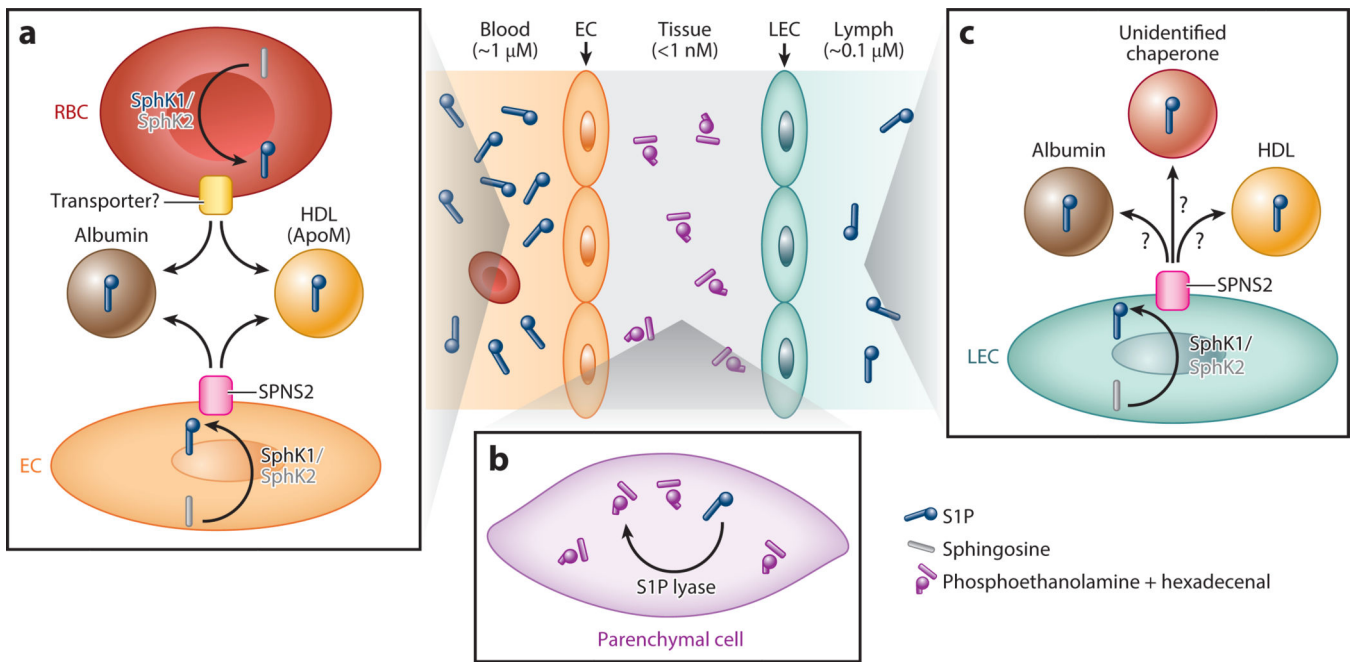 a
RBC
SphK1/
SphK2
Transporter?
Albumin
HDL
(ApoM)
SPNS2
EC
SphK1/
SphK2
Blood
(~1 μM)
EC
Tissue
(<1 nM)
LEC
Lymph
(~0.1 μM)
b
S1P lyase
Parenchymal cell
c
Unidentified
chaperone
Albumin
HDL
?
?
?
SPNS2
LEC
SphK1/
SphK2
S1P
Sphingosine
Phosphoethanolamine + hexadecenal